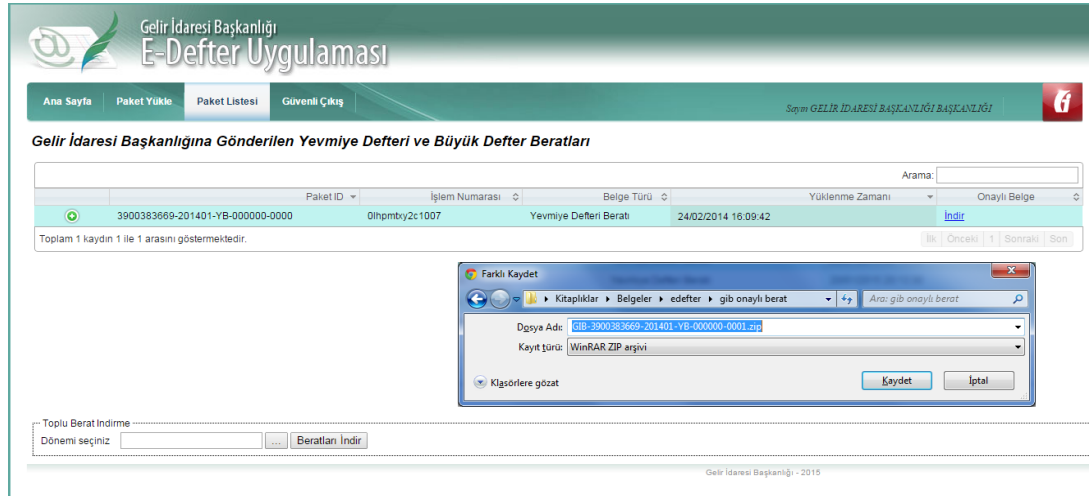 Gelir İdaresi Başkanlığı
E-Defter Uygulaması
Ana Sayfa Paket Yükle Paket Listesi Güvenli Çıkış Sayın GELİR İDARESİ BAŞKANLIĞI BAŞKANLIĞI
Gelir İdaresi Başkanlığına Gönderilen Yevmiye Defteri ve Büyük Defter Beratları
Arama:
Paket ID İşlem Numarası Belge Türü Yüklenme Zamanı Onaylı Belge
3900383669-201401-YB-000000-0000 0lhpmtxy2c1007 Yevmiye Defteri Beratı 24/02/2014 16:09:42 İndir
Toplam 1 kaydın 1 ile 1 arasını göstermektedir. İlk Önceki 1 Sonraki Son
Farklı Kaydet
Kitaplıklar Belgeler edefter gib onaylı berat Ara: gib onaylı berat
Dosya Adı: GIB-3900383669-201401-YB-000000-0001.zip
Kayıt türü: WinRAR ZIP arşivi
Klasörlere gözat Kaydet İptal
Toplu Berat Indirme
Dönemi seçiniz ... Beratları İndir
Gelir İdaresi Başkanlığı - 2015